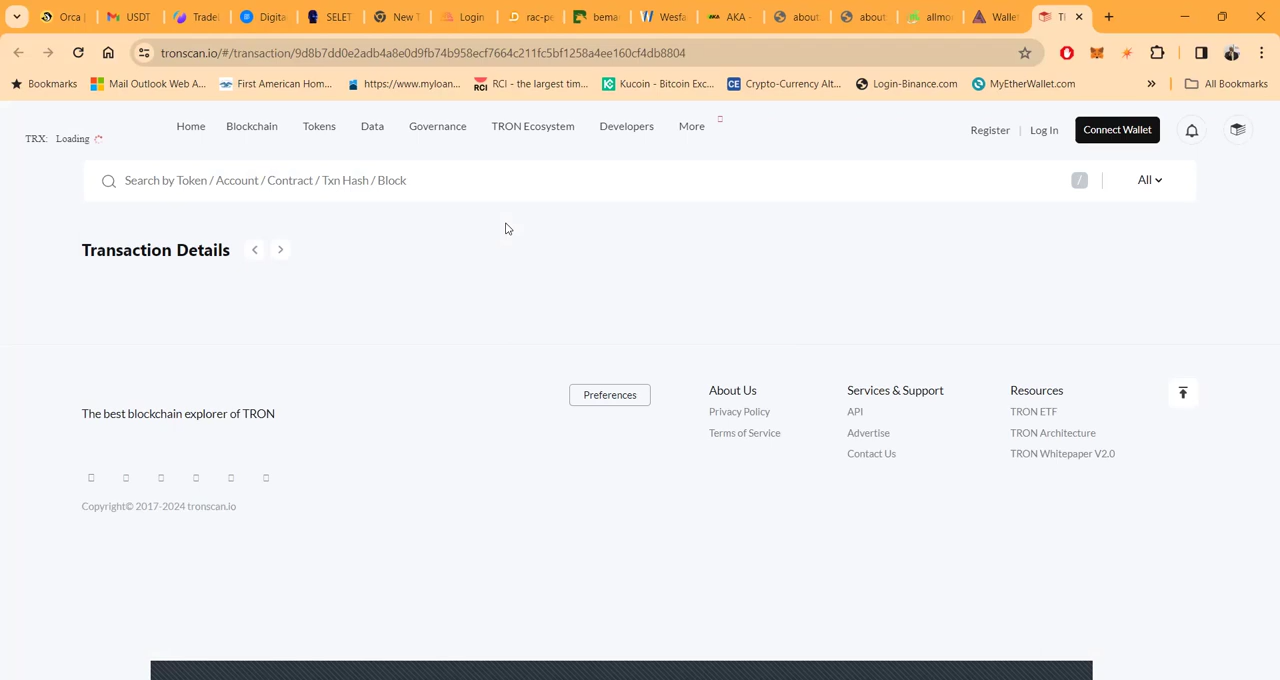 Orca
USDT
Tradei
Digita
SELET
New T
Login
rac-pe
bema
Wesfa
AKA -
about
about
allmo
Wallet
tronscan.io/#/transaction/9d8b7dd0e2adb4a8e0d9fb74b958ecf7664c211fc5bf1258a4ee160cf4db8804
Bookmarks
Mail Outlook Web A...
First American Hom...
https://www.myloan...
RCI - the largest tim...
Kucoin - Bitcoin Exc...
Crypto-Currency Alt...
Login-Binance.com
MyEtherWallet.com
»
All Bookmarks
TRX: Loading
Home
Blockchain
Tokens
Data
Governance
TRON Ecosystem
Developers
More
Register | Log In
Connect Wallet
Search by Token / Account / Contract / Txn Hash / Block
/
All
Transaction Details
The best blockchain explorer of TRON
Copyright© 2017-2024 tronscan.io
Preferences
About Us
Privacy Policy
Terms of Service
Services & Support
API
Advertise
Contact Us
Resources
TRON ETF
TRON Architecture
TRON Whitepaper V2.0